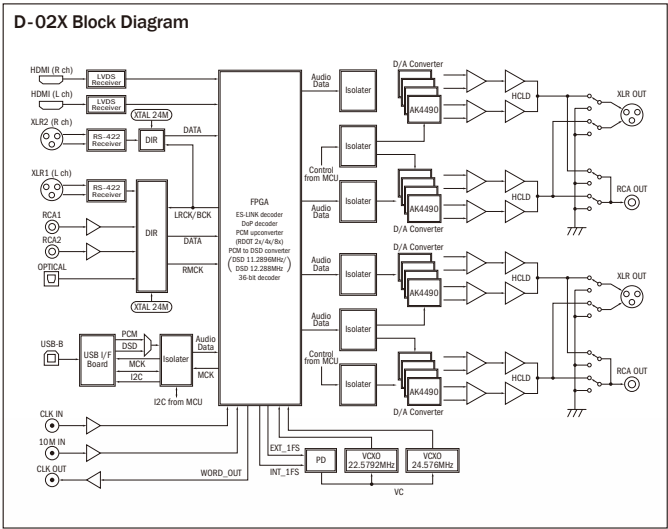 D-02X Block Diagram
HDMI (R ch)
LVDS
Receiver
HDMI (L ch)
LVDS
Receiver
XTAL 24M
XLR2 (R ch)
RS-422
Receiver
DIR
DATA
XLR1 (L ch)
RS-422
Receiver
LRCK/BCK
RCA1
DIR
DATA
RCA2
RMCK
OPTICAL
XTAL 24M
USB-B
USB I/F
Board
PCM
DSD
MCK
I2C
Isolater
Audio
Data
MCK
I2C from MCU
CLK IN
10M IN
CLK OUT
WORD_OUT
EXT_1FS
INT_1FS
PD
VCXO
22.5792MHz
VCXO
24.576MHz
VC
FPGA
ES-LINK decoder
DoP decoder
PCM upconverter
(RDOT 2x/4x/8x)
PCM to DSD converter
(DSD 11.2896MHz/
DSD 12.288MHz)
36-bit decoder
Audio
Data
Isolater
D/A Converter
AK4490
HCLD
XLR OUT
Isolater
Control
from MCU
Audio
Data
Isolater
AK4490
D/A Converter
HCLD
RCA OUT
Audio
Data
Isolater
D/A Converter
AK4490
HCLD
XLR OUT
Audio
Data
Isolater
Control
from MCU
Isolater
AK4490
D/A Converter
HCLD
RCA OUT